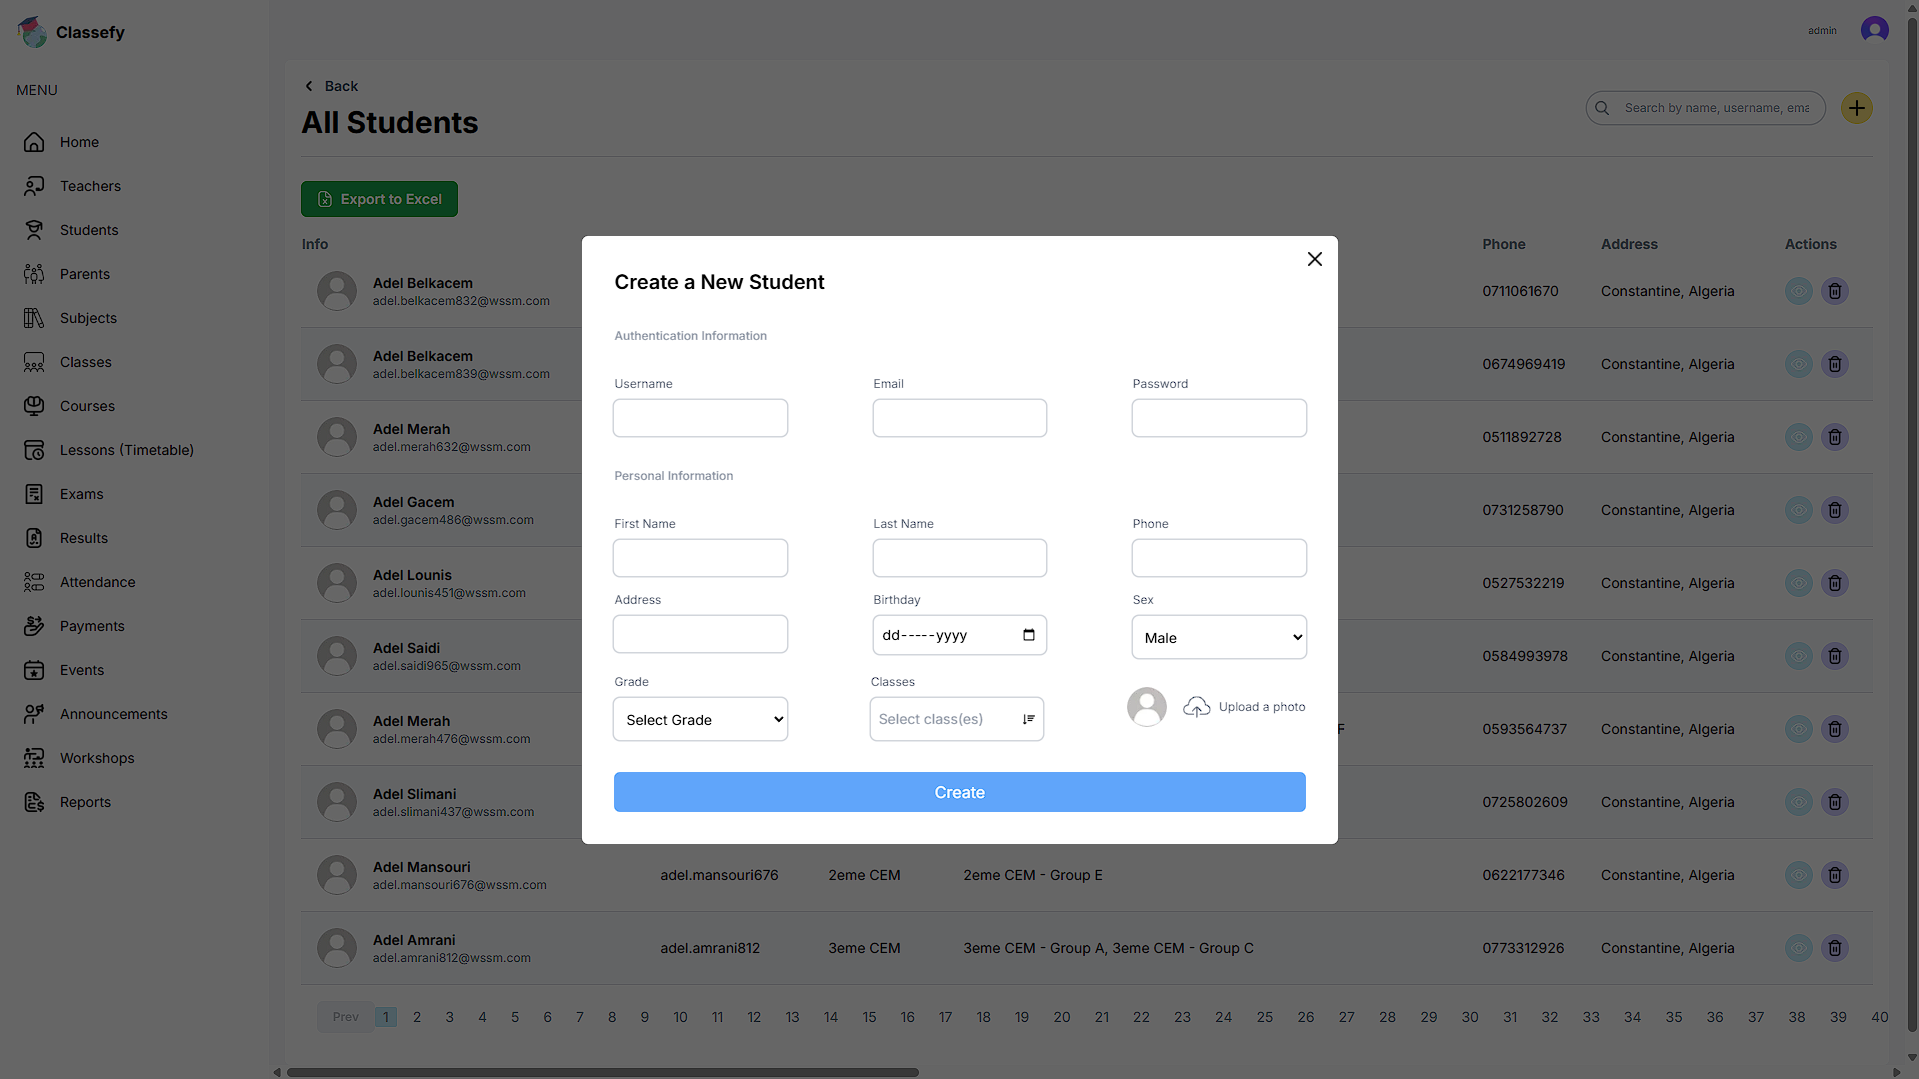 Classefy
admin
MENU
Home
Teachers
Students
Parents
Subjects
Classes
Courses
Lessons (Timetable)
Exams
Results
Attendance
Payments
Events
Announcements
Workshops
Reports
Back
All Students
Search by name, username, ema
Export to Excel
Info Phone Address Actions
Adel Belkacem
adel.belkacem832@wssm.com
0711061670 Constantine, Algeria
Adel Belkacem
adel.belkacem839@wssm.com
0674969419 Constantine, Algeria
Adel Merah
adel.merah632@wssm.com
0511892728 Constantine, Algeria
Adel Gacem
adel.gacem486@wssm.com
0731258790 Constantine, Algeria
Adel Lounis
adel.lounis451@wssm.com
0527532219 Constantine, Algeria
Adel Saidi
adel.saidi965@wssm.com
0584993978 Constantine, Algeria
Adel Merah
adel.merah476@wssm.com
F 0593564737 Constantine, Algeria
Adel Slimani
adel.slimani437@wssm.com
0725802609 Constantine, Algeria
Adel Mansouri
adel.mansouri676@wssm.com
adel.mansouri676 2eme CEM 2eme CEM - Group E 0622177346 Constantine, Algeria
Adel Amrani
adel.amrani812@wssm.com
adel.amrani812 3eme CEM 3eme CEM - Group A, 3eme CEM - Group C 0773312926 Constantine, Algeria
Prev 1 2 3 4 5 6 7 8 9 10 11 12 13 14 15 16 17 18 19 20 21 22 23 24 25 26 27 28 29 30 31 32 33 34 35 36 37 38 39 40
Create a New Student
Authentication Information
Username Email Password
Personal Information
First Name Last Name Phone
Address Birthday Sex
dd-----yyyy Male
Grade Classes
Select Grade Select class(es) Upload a photo
Create